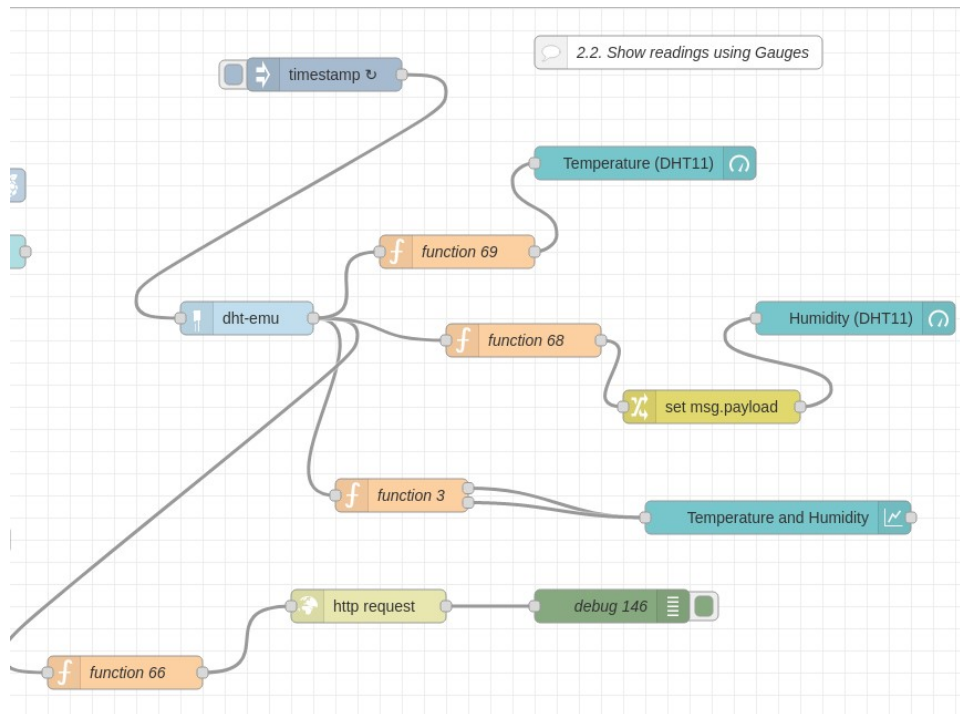 2.2. Show readings using Gauges
timestamp ↻
Temperature (DHT11)
function 69
dht-emu
Humidity (DHT11)
function 68
set msg.payload
function 3
Temperature and Humidity
http request
debug 146
function 66